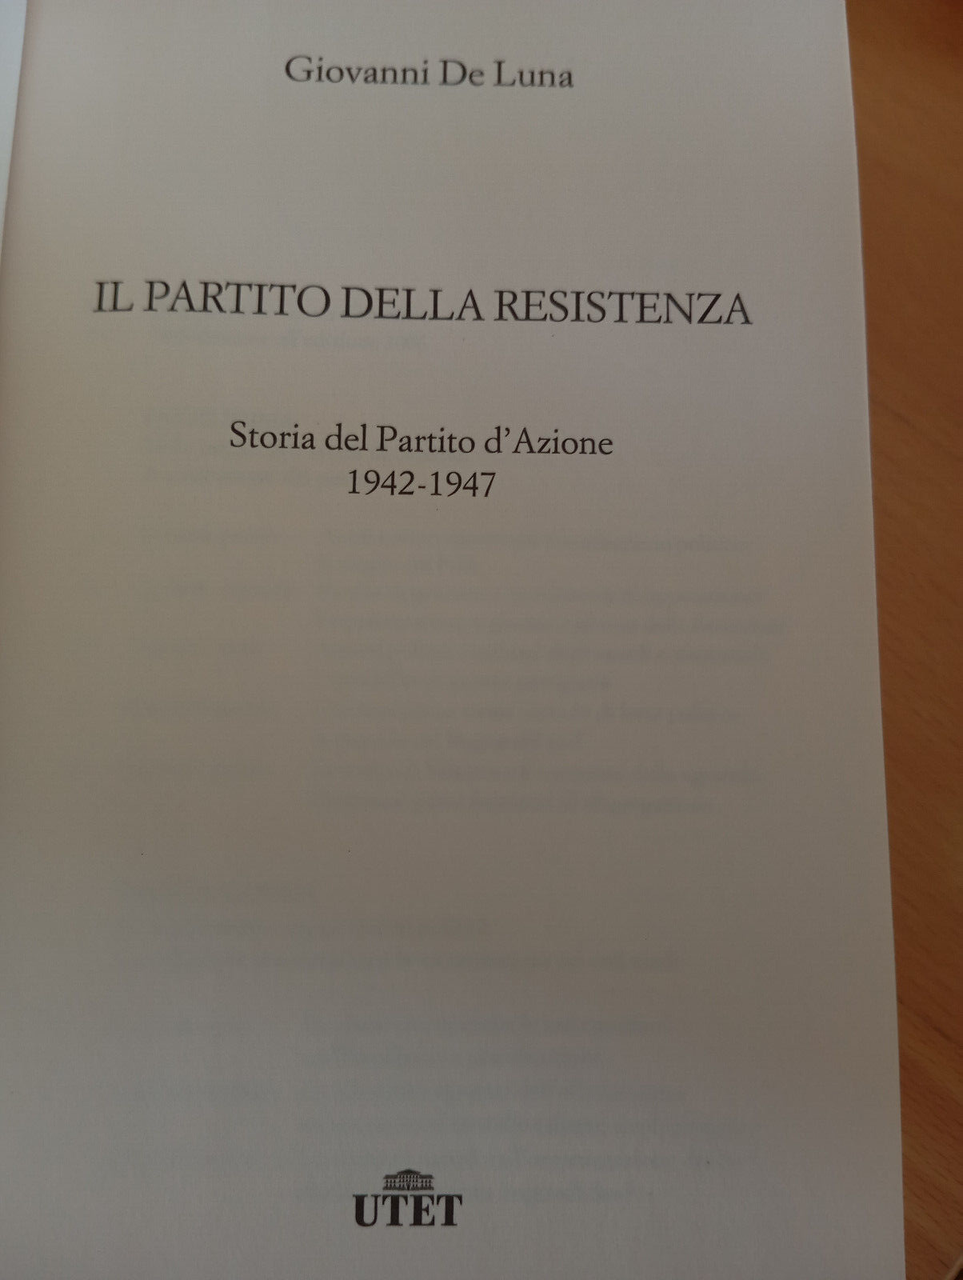 Giovanni De Luna
IL PARTITO DELLA RESISTENZA
Storia del Partito d'Azione
1942-1947
UTET